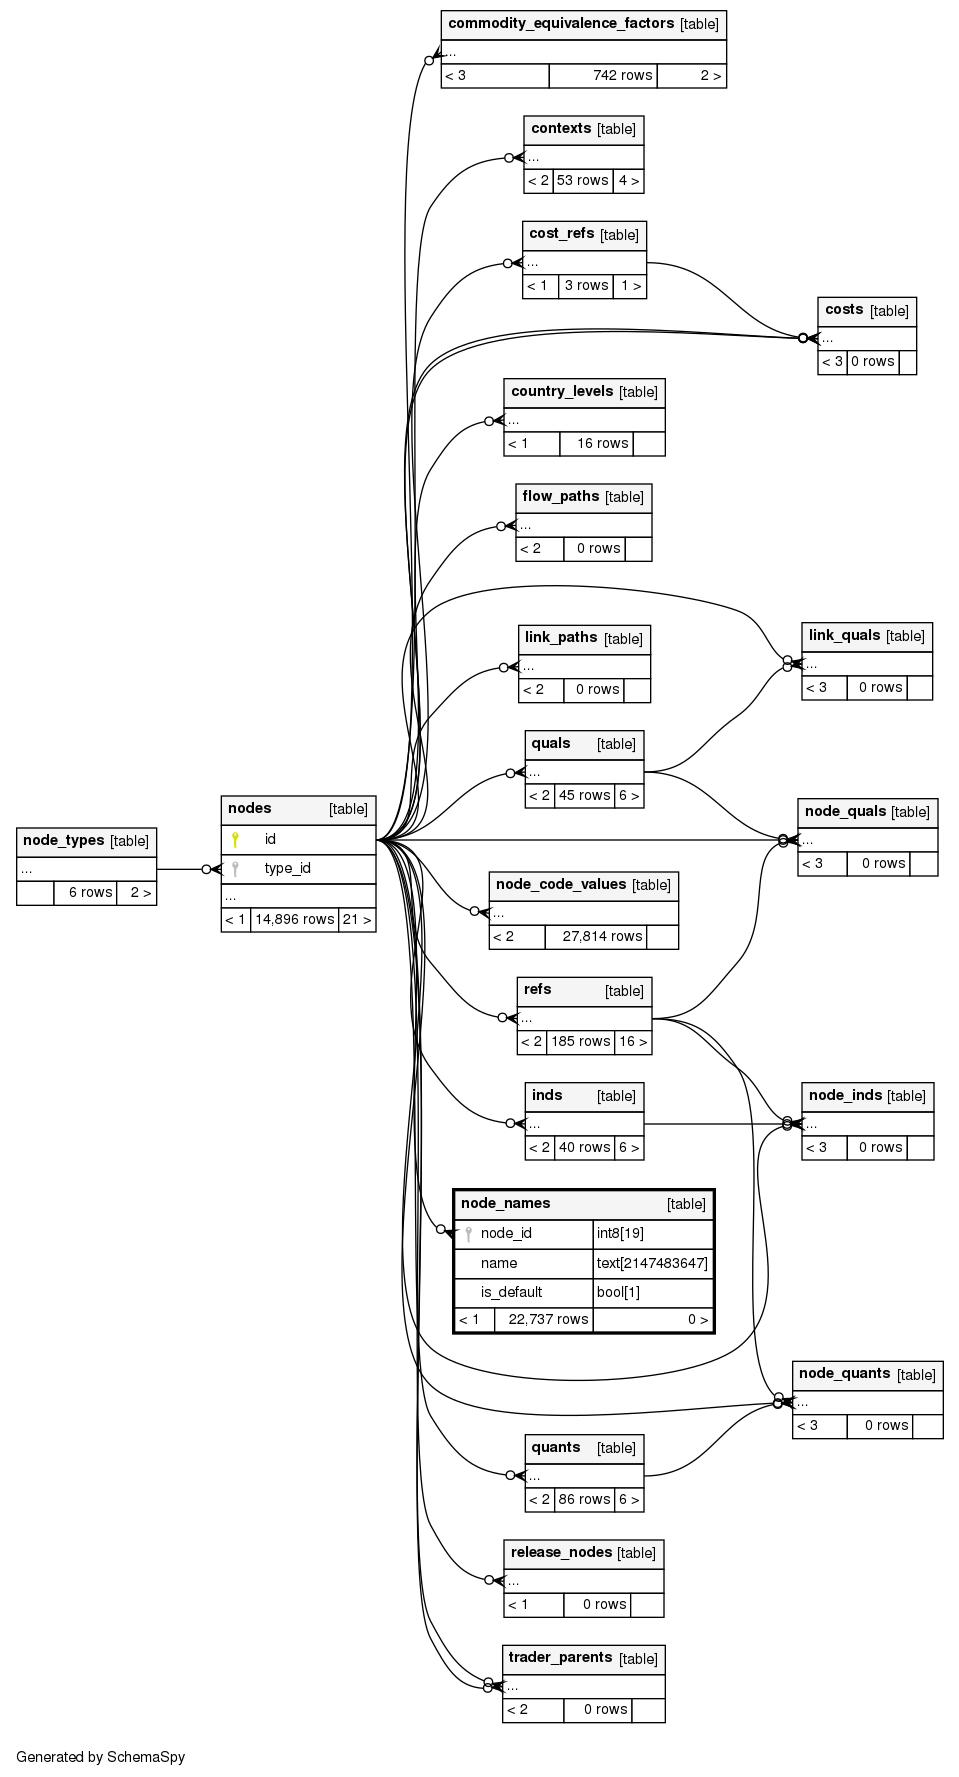 commodity_equivalence_factors [table]
...
< 3 742 rows 2 >
contexts [table]
...
< 2 53 rows 4 >
cost_refs [table]
...
< 1 3 rows 1 >
costs [table]
...
< 3 0 rows
country_levels [table]
...
< 1 16 rows
flow_paths [table]
...
< 2 0 rows
link_paths [table]
...
< 2 0 rows
link_quals [table]
...
< 3 0 rows
quals [table]
...
< 2 45 rows 6 >
node_types [table]
...
6 rows 2 >
nodes [table]
id
type_id
...
< 1 14,896 rows 21 >
node_quals [table]
...
< 3 0 rows
node_code_values [table]
...
< 2 27,814 rows
refs [table]
...
< 2 185 rows 16 >
inds [table]
...
< 2 40 rows 6 >
node_inds [table]
...
< 3 0 rows
node_names [table]
node_id int8[19]
name text[2147483647]
is_default bool[1]
< 1 22,737 rows 0 >
node_quants [table]
...
< 3 0 rows
quants [table]
...
< 2 86 rows 6 >
release_nodes [table]
...
< 1 0 rows
trader_parents [table]
...
< 2 0 rows
Generated by SchemaSpy